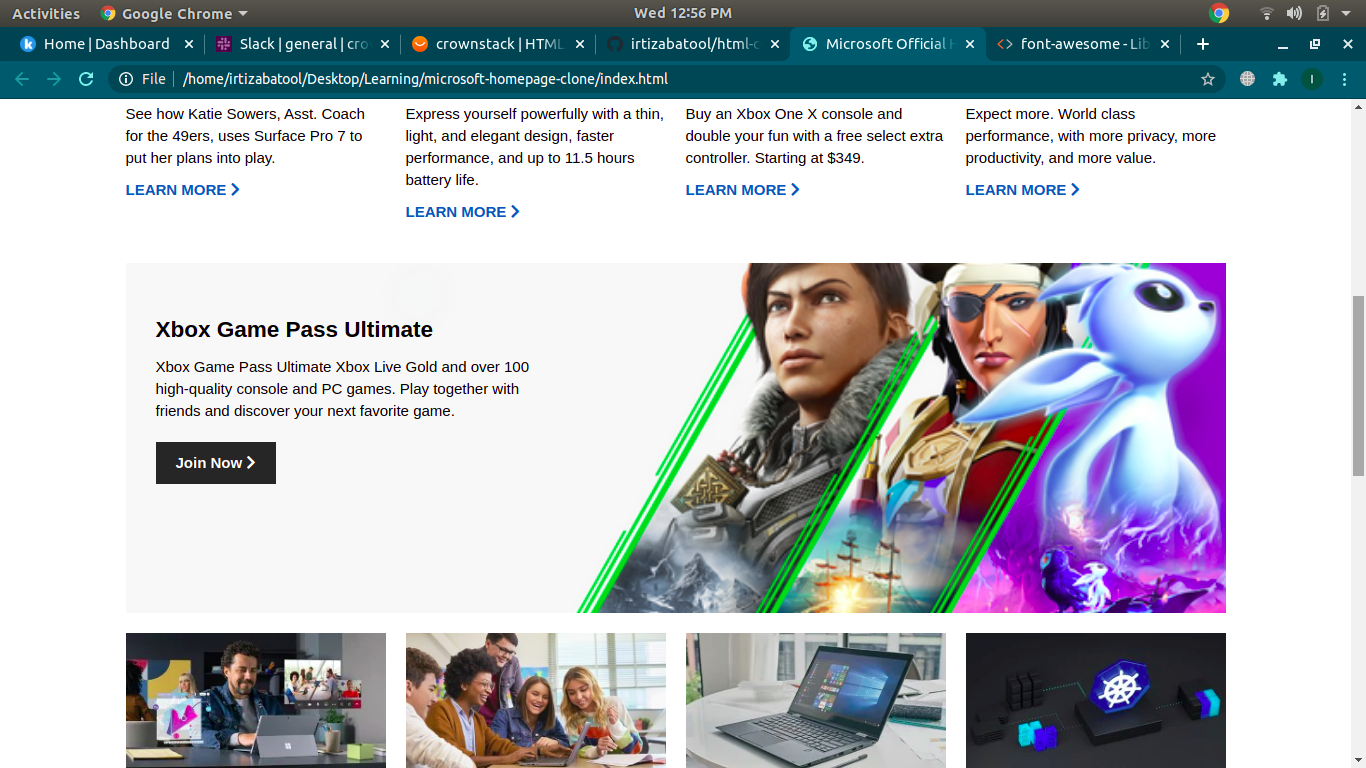 Activities
Google Chrome
Wed 12:56 PM
Home | Dashboard
Slack | general | cro
crownstack | HTML
irtizabatool/html-c
Microsoft Official H
font-awesome - Lib
File
/home/irtizabatool/Desktop/Learning/microsoft-homepage-clone/index.html
I
See how Katie Sowers, Asst. Coach
for the 49ers, uses Surface Pro 7 to
put her plans into play.
LEARN MORE
Express yourself powerfully with a thin,
light, and elegant design, faster
performance, and up to 11.5 hours
battery life.
LEARN MORE
Buy an Xbox One X console and
double your fun with a free select extra
controller. Starting at $349.
LEARN MORE
Expect more. World class
performance, with more privacy, more
productivity, and more value.
LEARN MORE
Xbox Game Pass Ultimate
Xbox Game Pass Ultimate Xbox Live Gold and over 100
high-quality console and PC games. Play together with
friends and discover your next favorite game.
Join Now